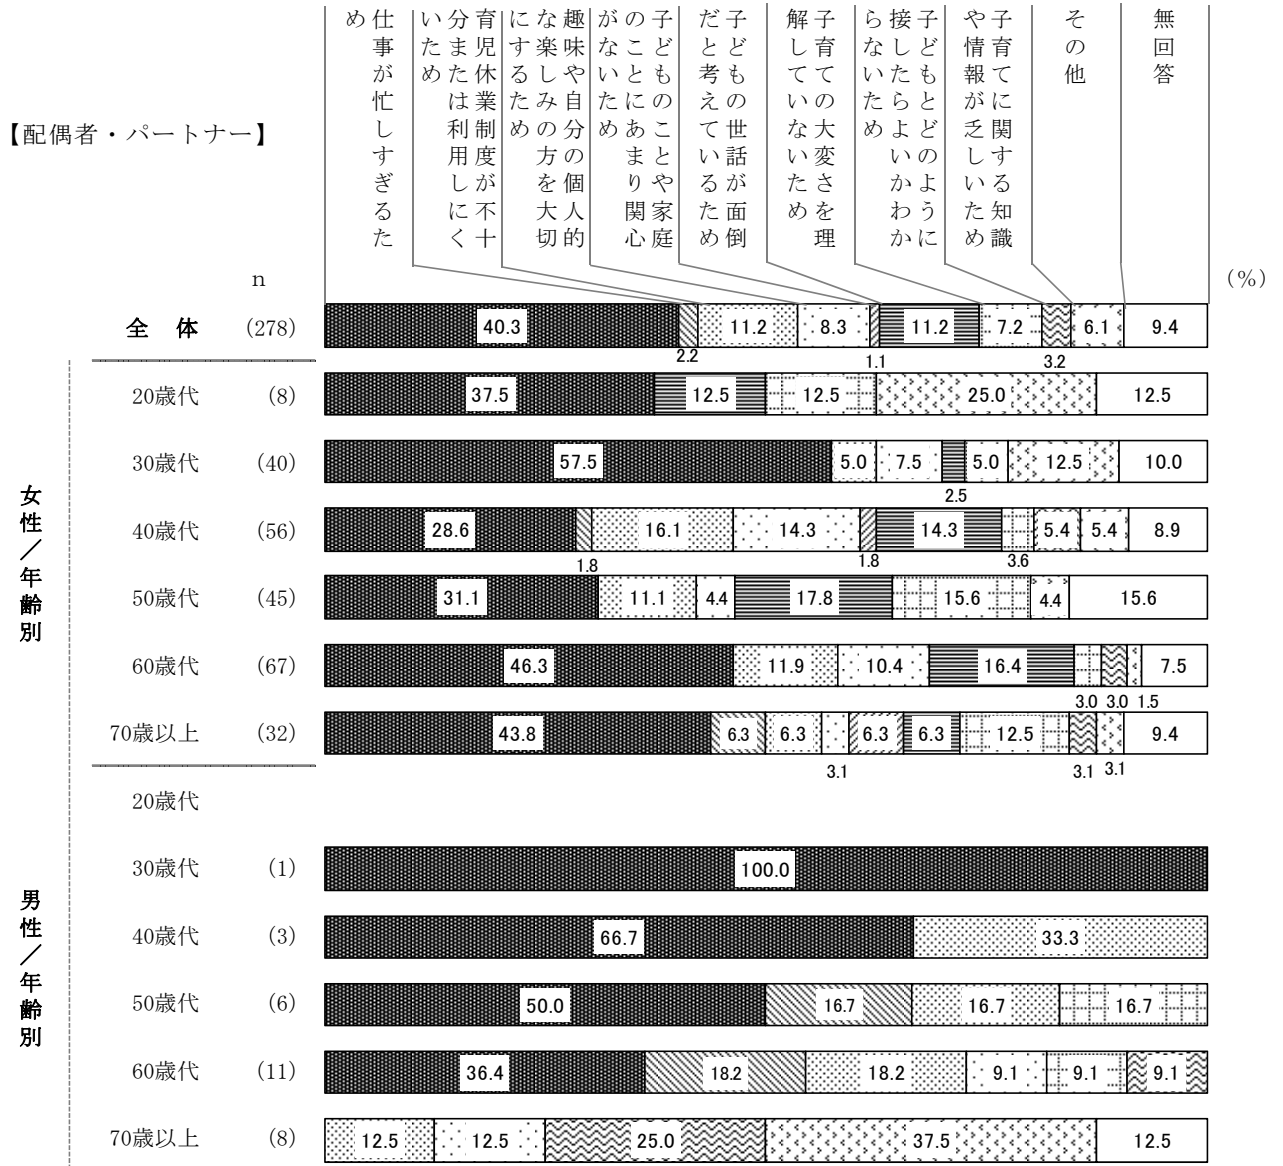 【配偶者・パートナー】
仕事が忙しすぎるた
め
育児休業制度が不十
分または利用しにく
いため
趣味や自分の個人的
な楽しみの方を大切
にするため
子どものことや家庭
のことにあまり関心
がないため
子どもの世話が面倒
だと考えているため
子育ての大変さを理
解していないため
子どもとどのように
接したらよいかわか
らないため
子育てに関する知識
や情報が乏しいため
その他
無回答
n
(%)
全 体 (278) 40.3 11.2 8.3 11.2 7.2 6.1 9.4
2.2 1.1 3.2
女性／年齢別
20歳代 (8) 37.5 12.5 12.5 25.0 12.5
30歳代 (40) 57.5 5.0 7.5 5.0 12.5 10.0
2.5
40歳代 (56) 28.6 16.1 14.3 14.3 5.4 5.4 8.9
1.8 1.8 3.6
50歳代 (45) 31.1 11.1 4.4 17.8 15.6 4.4 15.6
60歳代 (67) 46.3 11.9 10.4 16.4 7.5
3.0 3.0 1.5
70歳以上 (32) 43.8 6.3 6.3 6.3 6.3 12.5 9.4
3.1 3.1 3.1
男性／年齢別
20歳代
30歳代 (1) 100.0
40歳代 (3) 66.7 33.3
50歳代 (6) 50.0 16.7 16.7 16.7
60歳代 (11) 36.4 18.2 18.2 9.1 9.1 9.1
70歳以上 (8) 12.5 12.5 25.0 37.5 12.5